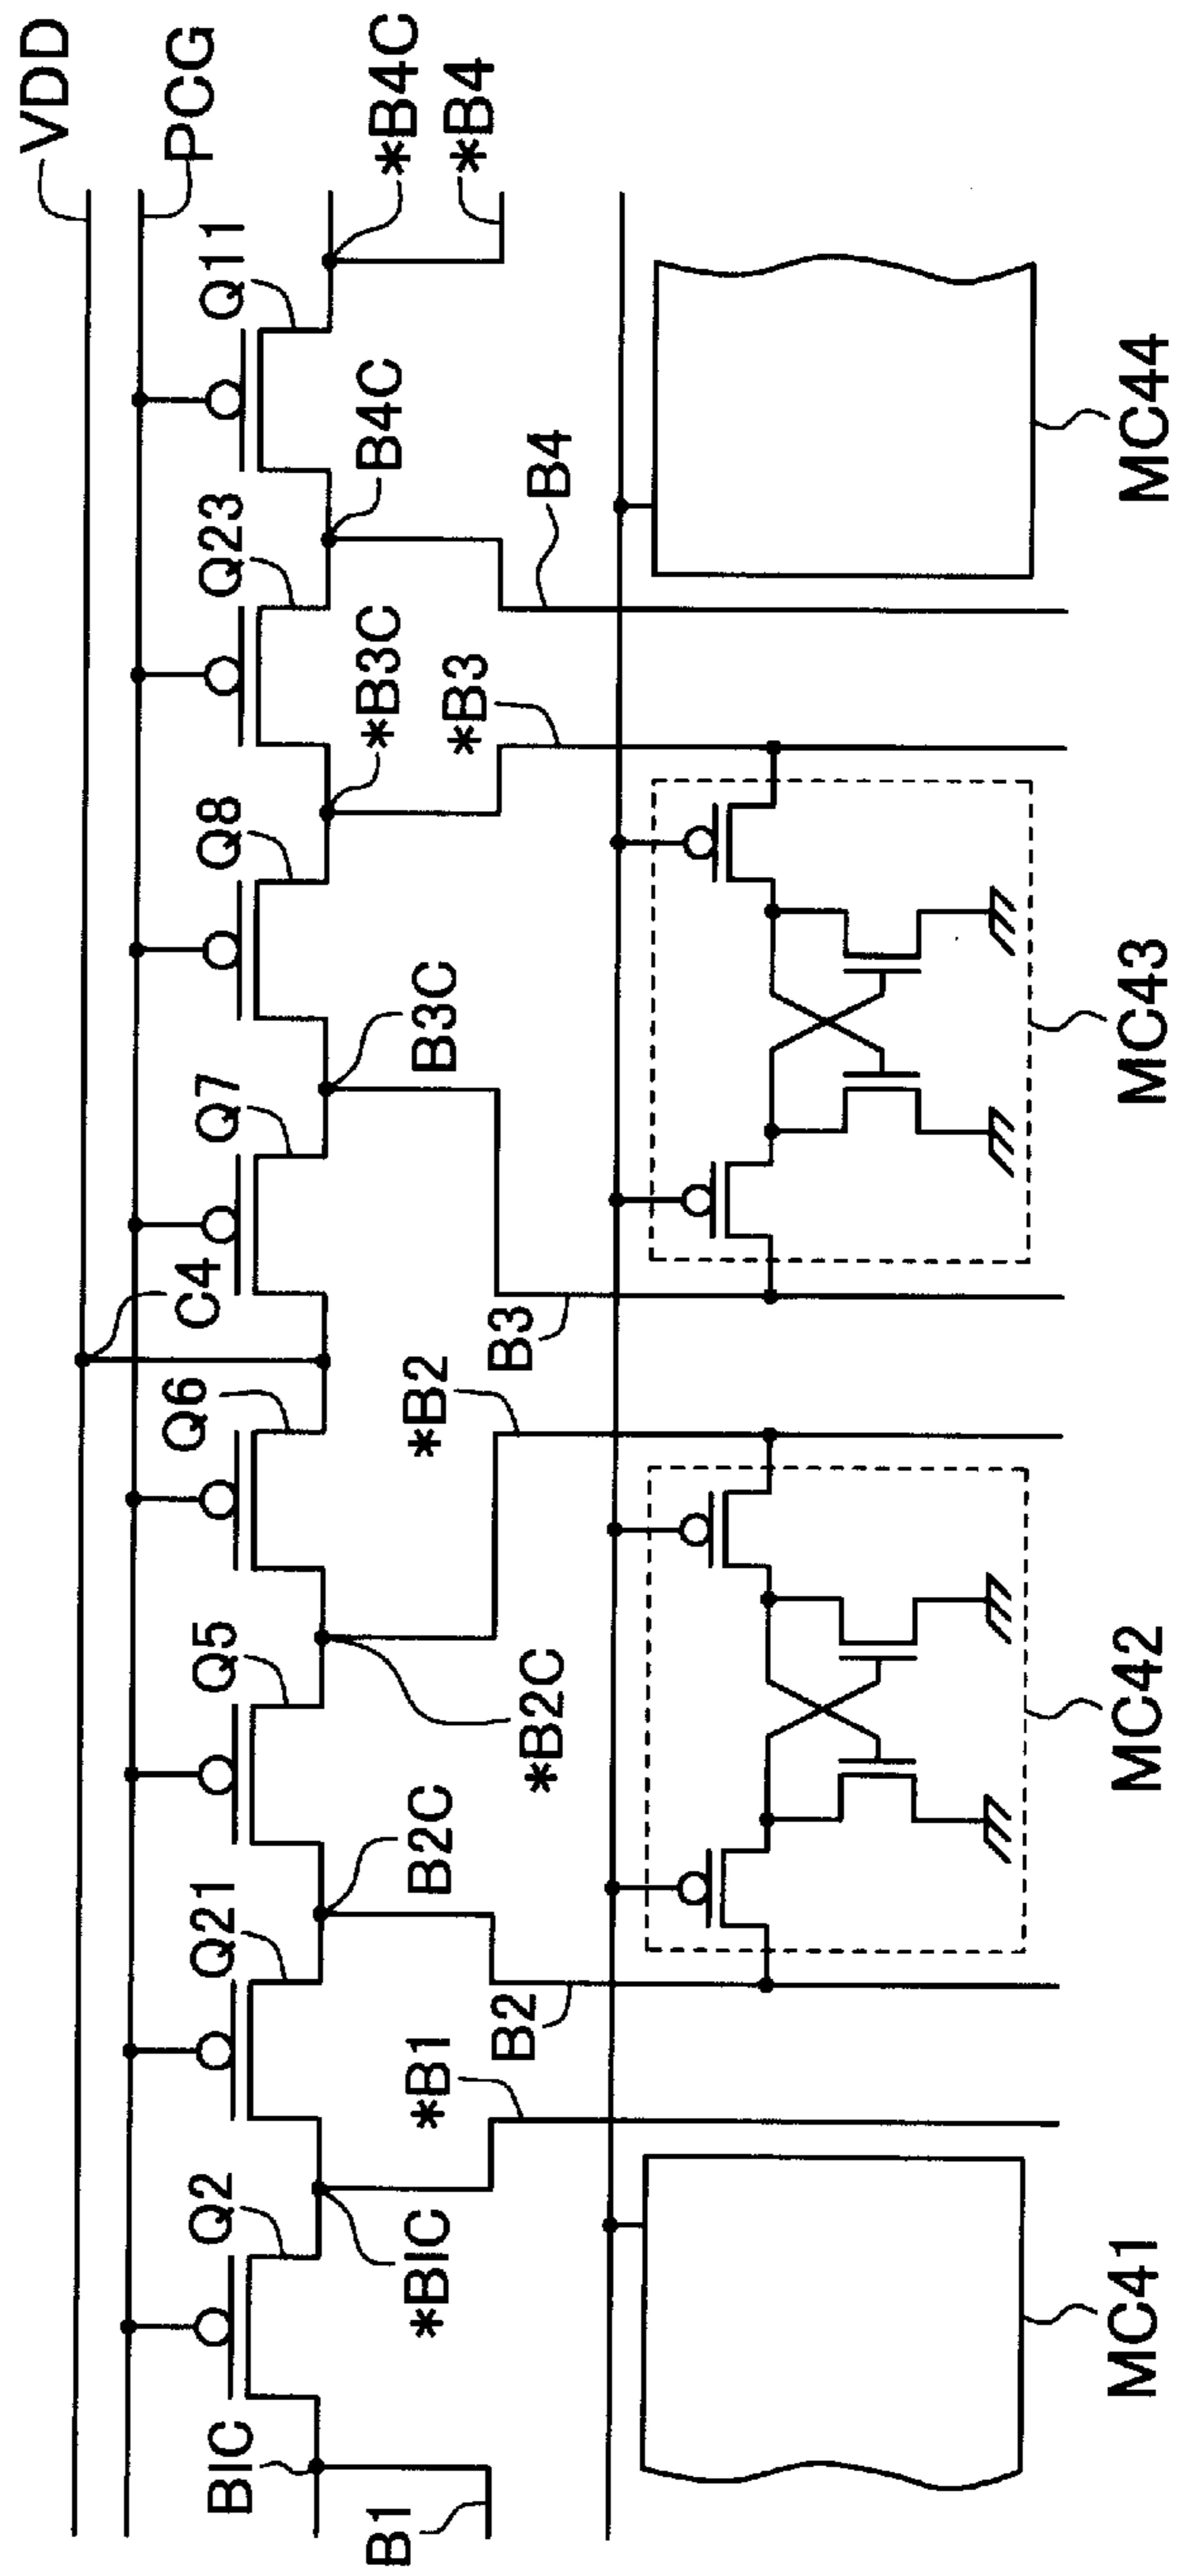 VDD
PCG
*B4C
*B4
Q11
B4C
B4
Q23
*B3C
*B3
Q8
B3C
Q7
C4
B3
Q6
*B2
Q5
*B2C
B2C
Q21
B2
*B1
Q2
*BIC
BIC
B1
MC44
MC43
MC42
MC41